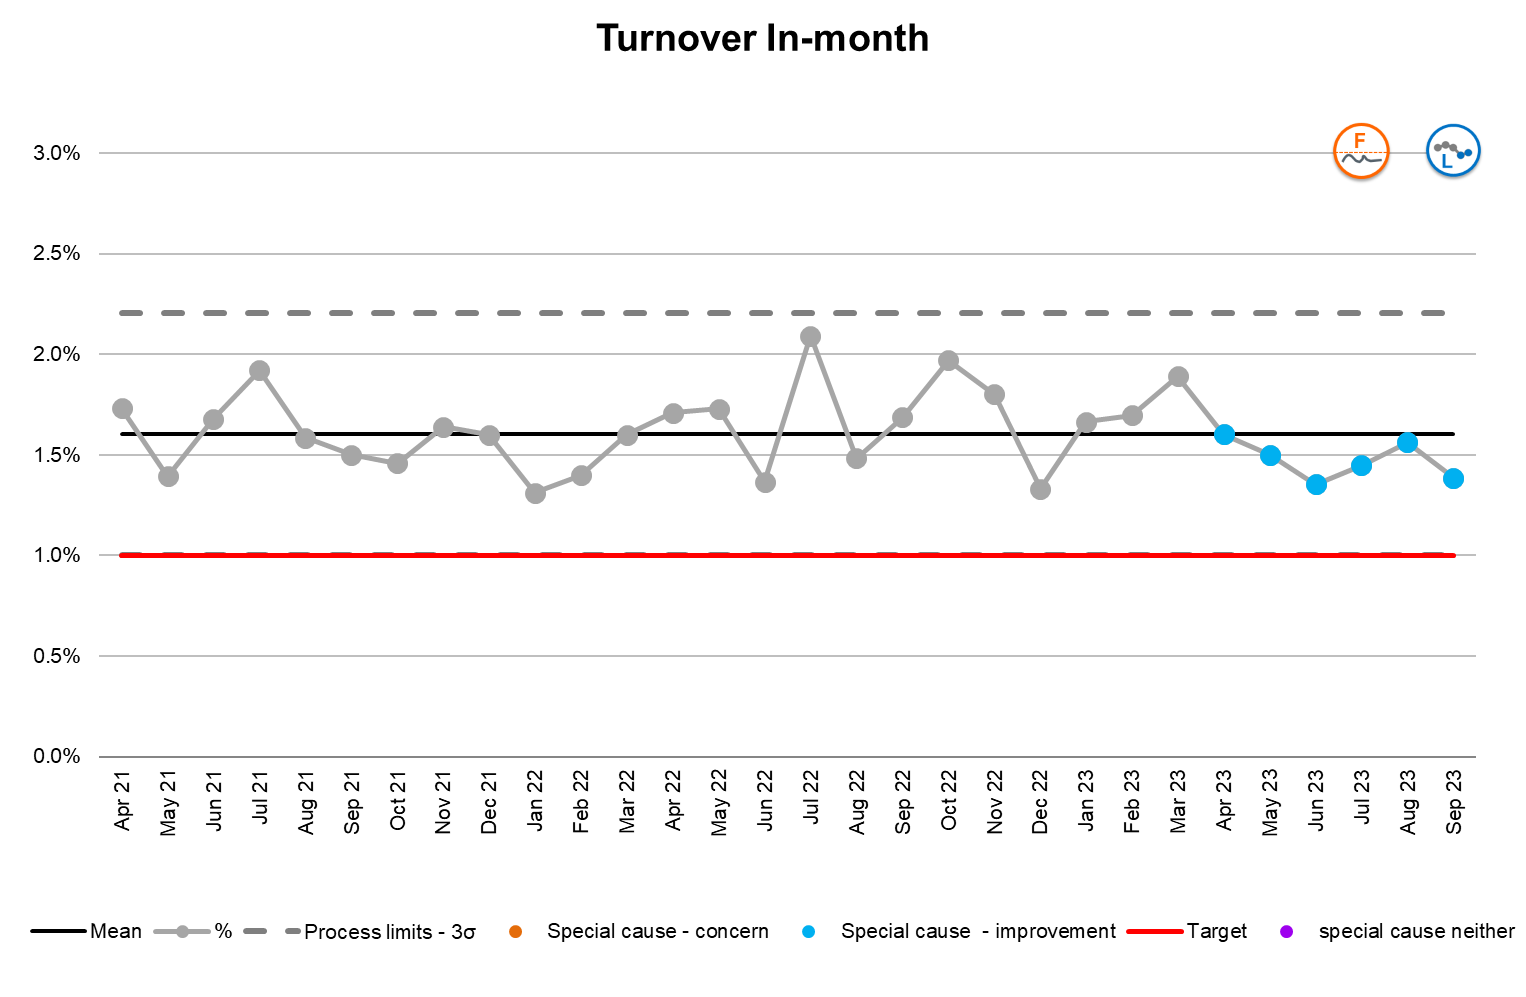 Turnover In-month
F
L
3.0%
2.5%
2.0%
1.5%
1.0%
0.5%
0.0%
Apr 21
May 21
Jun 21
Jul 21
Aug 21
Sep 21
Oct 21
Nov 21
Dec 21
Jan 22
Feb 22
Mar 22
Apr 22
May 22
Jun 22
Jul 22
Aug 22
Sep 22
Oct 22
Nov 22
Dec 22
Jan 23
Feb 23
Mar 23
Apr 23
May 23
Jun 23
Jul 23
Aug 23
Sep 23
Mean % Process limits - 3σ Special cause - concern Special cause - improvement Target special cause neither